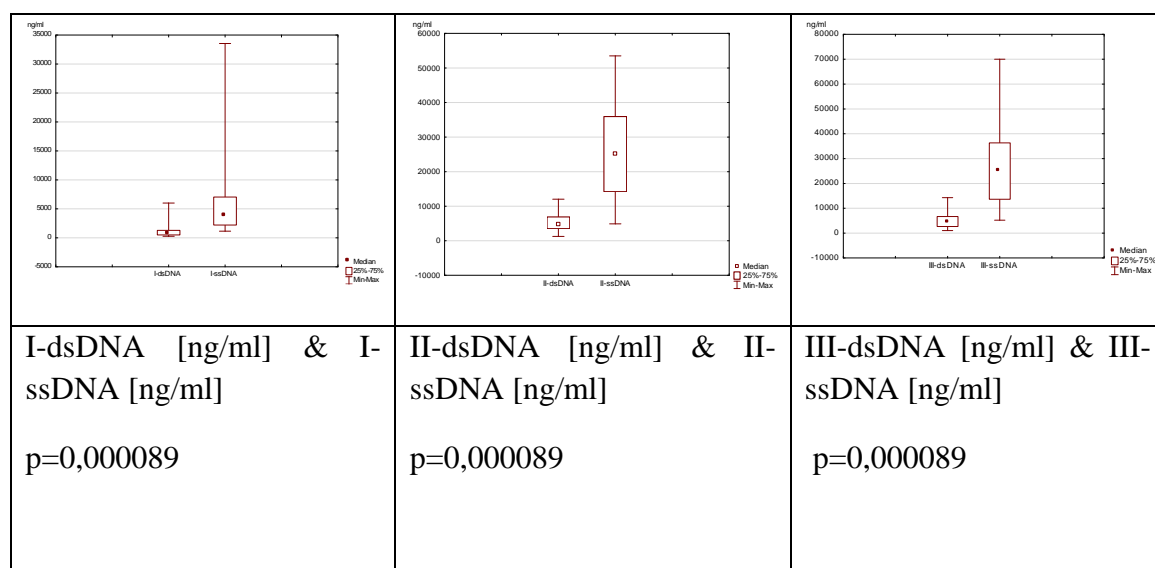 ng/ml
35000
30000
25000
20000
15000
10000
5000
0
-5000
I-dsDNA I-ssDNA
Median
25%-75%
Min-Max
ng/ml
60000
50000
40000
30000
20000
10000
0
-10000
II-dsDNA II-ssDNA
Median
25%-75%
Min-Max
ng/ml
80000
70000
60000
50000
40000
30000
20000
10000
0
-10000
III-dsDNA III-ssDNA
Median
25%-75%
Min-Max
I-dsDNA [ng/ml] & I-
ssDNA [ng/ml]
p=0,000089
II-dsDNA [ng/ml] & II-
ssDNA [ng/ml]
p=0,000089
III-dsDNA [ng/ml] & III-
ssDNA [ng/ml]
p=0,000089